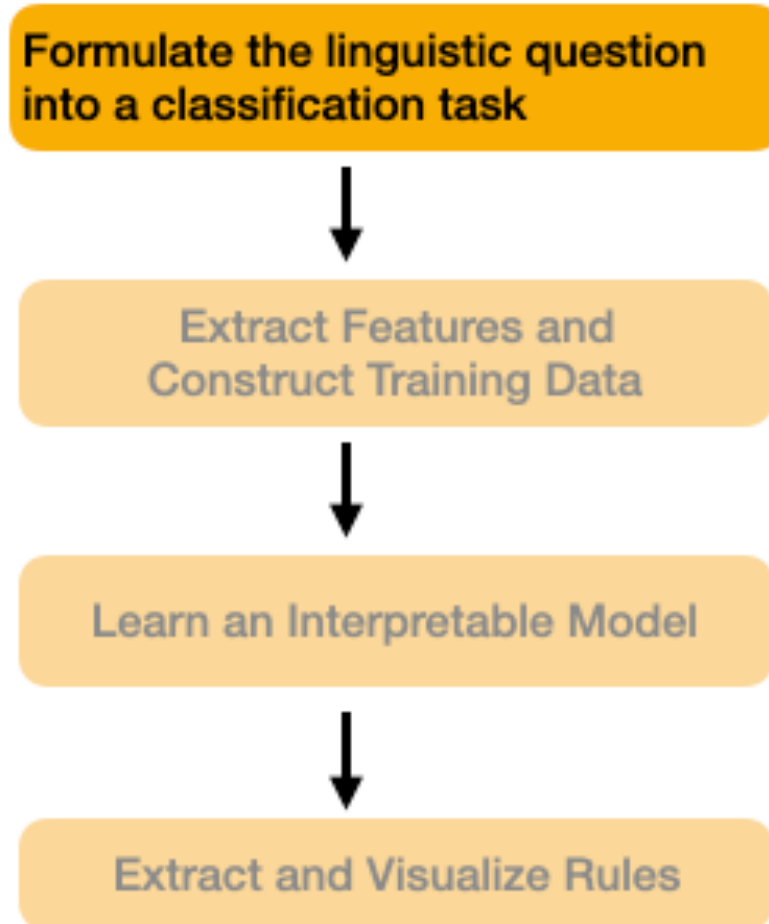 Formulate the linguistic question
into a classification task
Extract Features and
Construct Training Data
Learn an Interpretable Model
Extract and Visualize Rules